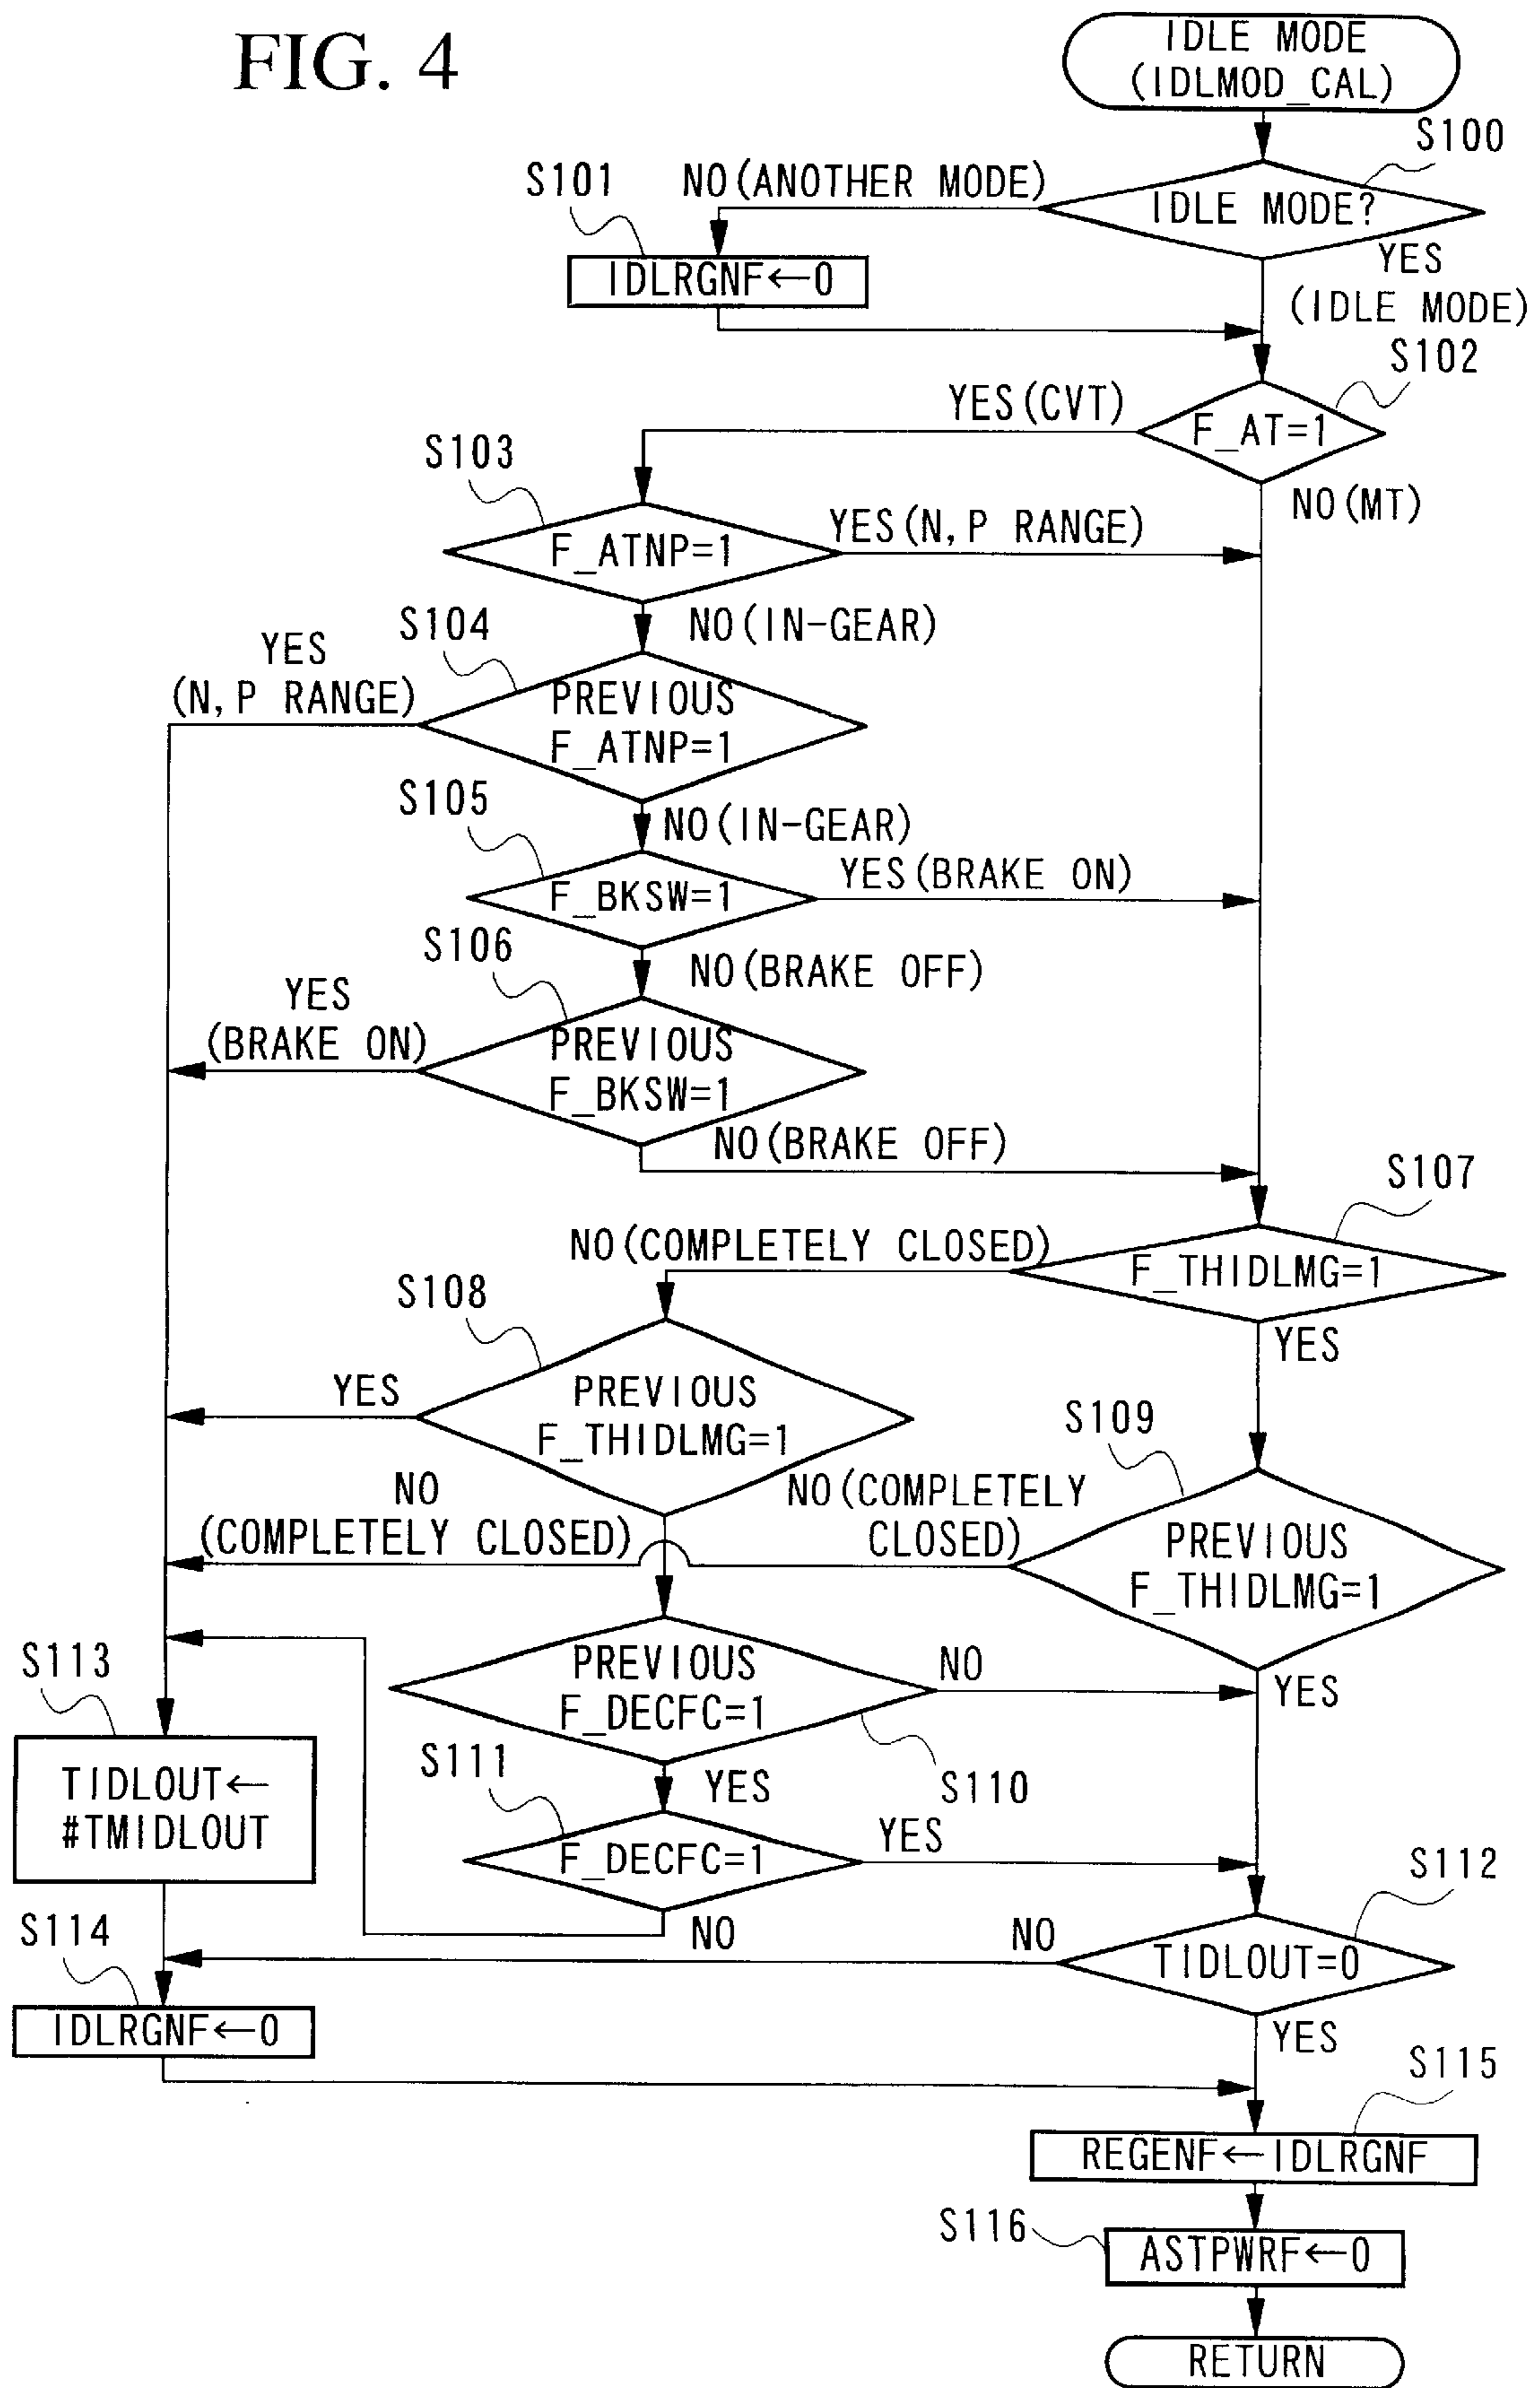 FIG. 4
IDLE MODE
(IDLMOD_CAL)
S100
S101
NO(ANOTHER MODE)
IDLE MODE?
IDLRGNF←0
YES
(IDLE MODE)
S102
YES(CVT)
F_AT=1
NO(MT)
S103
F_ATNP=1
YES(N,P RANGE)
NO(IN-GEAR)
S104
YES
(N,P RANGE)
PREVIOUS
F_ATNP=1
S105
NO(IN-GEAR)
F_BKSW=1
YES(BRAKE ON)
S106
NO(BRAKE OFF)
YES
(BRAKE ON)
PREVIOUS
F_BKSW=1
NO(BRAKE OFF)
S107
NO(COMPLETELY CLOSED)
F_THIDLMG=1
S108
YES
YES
PREVIOUS
F_THIDLMG=1
S109
NO
(COMPLETELY CLOSED)
NO(COMPLETELY
CLOSED)
PREVIOUS
F_THIDLMG=1
S113
PREVIOUS
F_DECFC=1
NO
YES
S110
TIDLOUT←
#TMIDLOUT
S111
YES
F_DECFC=1
YES
S112
S114
NO
NO
TIDLOUT=0
IDLRGNF←0
YES
S115
REGENF←IDLRGNF
S116
ASTPWRF←0
RETURN